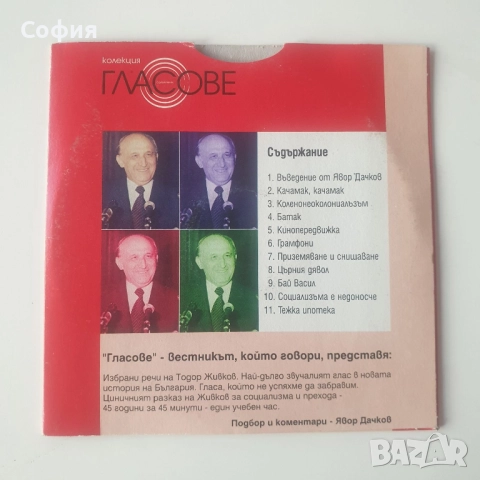 София
колекция
ГЛАСОВЕ
Съдържание
1. Въведение от Явор Дачков
2. Качамак, качамак
3. Коленонеоколониалъзъм
4. Батак
5. Кинопередвижка
6. Грамфони
7. Приземяване и снишаване
8. Църния дявол
9. Бай Васил
10. Социализъма е недоносче
11. Тежка ипотека
"Гласове" - вестникът, който говори, представя:
Избрани речи на Тодор Живков. Най-дълго звучалият глас в новата
история на България. Гласа, който не успяхме да забравим.
Циничният разказ на Живков за социализма и прехода -
45 години за 45 минути - един учебен час.
Подбор и коментари - Явор Дачков
BAZAR